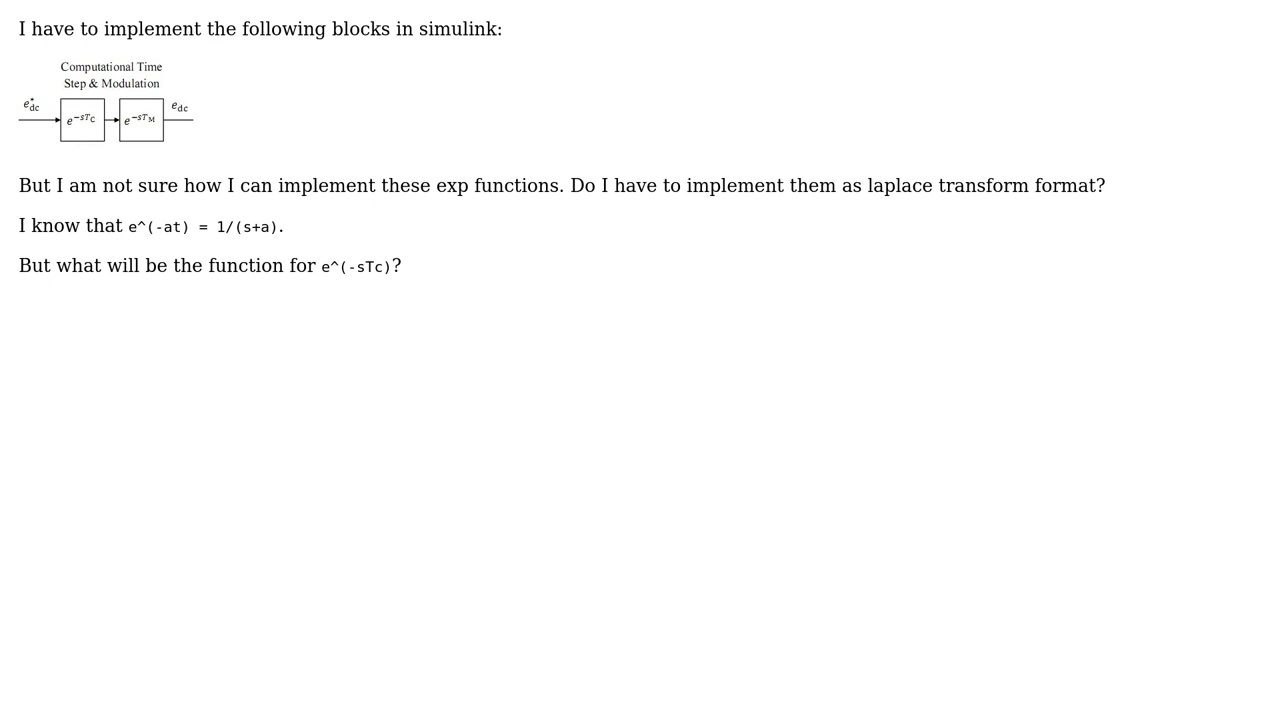 I have to implement the following blocks in simulink:
Computational Time
Step & Modulation
e*dc
e^-sTC
e^-sTM
edc
But I am not sure how I can implement these exp functions. Do I have to implement them as laplace transform format?
I know that e^(-at) = 1/(s+a).
But what will be the function for e^(-sTc)?